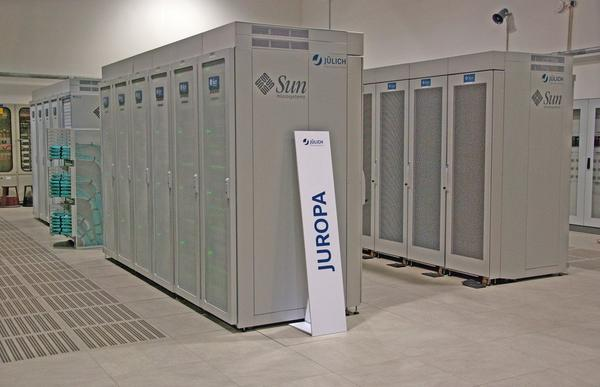 Sun
microsystems
JÜLICH
JÜLICH
JUROPA
JÜLICH
Sun
microsystems